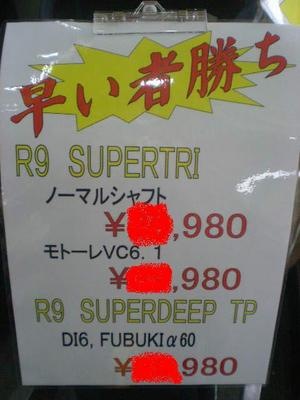 早い者勝ち
R9 SUPERTRI
ノーマルシャフト
¥ ,980
モトーレVC6.1
¥ ,980
R9 SUPERDEEP TP
DI6, FUBUKIα60
¥ ,980